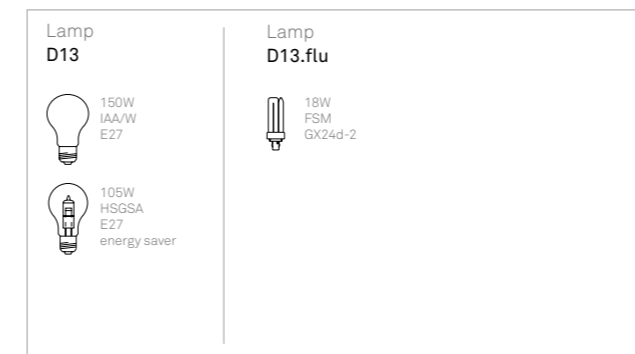 Lamp
D13
150W
IAA/W
E27
105W
HSGSA
E27
energy saver
Lamp
D13.flu
18W
FSM
GX24d-2